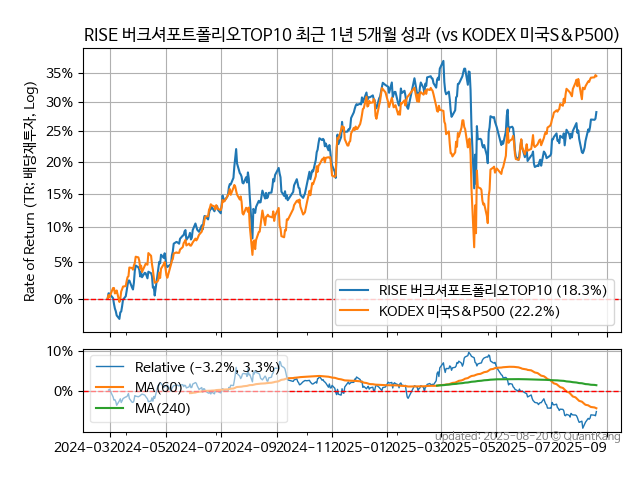 RISE 버크셔포트폴리오TOP10 최근 1년 5개월 성과 (vs KODEX 미국S&P500)
Rate of Return (TR: 배당재투자, Log)
35%
30%
25%
20%
15%
10%
5%
0%
RISE 버크셔포트폴리오TOP10 (18.3%)
KODEX 미국S&P500 (22.2%)
10%
0%
Relative (−3.2%, 3.3%)
MA(60)
MA(240)
2024−03 2024−05 2024−07 2024−09 2024−11 2025−01 2025−03 2025−05 2025−07 2025−09
updated: 2025−08−20 © QuantKang